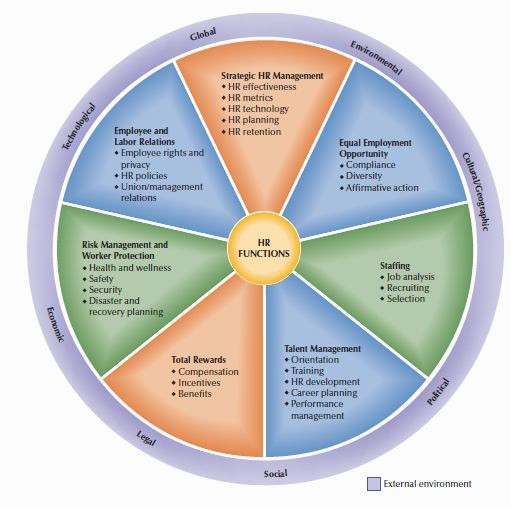 Global
Environmental
Cultural/Geographic
Political
Social
Legal
Economic
Technological
Strategic HR Management
◆ HR effectiveness
◆ HR metrics
◆ HR technology
◆ HR planning
◆ HR retention
Equal Employment
Opportunity
◆ Compliance
◆ Diversity
◆ Affirmative action
Staffing
◆ Job analysis
◆ Recruiting
◆ Selection
Talent Management
◆ Orientation
◆ Training
◆ HR development
◆ Career planning
◆ Performance
management
Total Rewards
◆ Compensation
◆ Incentives
◆ Benefits
Risk Management and
Worker Protection
◆ Health and wellness
◆ Safety
◆ Security
◆ Disaster and
recovery planning
Employee and
Labor Relations
◆ Employee rights and
privacy
◆ HR policies
◆ Union/management
relations
HR
FUNCTIONS
External environment